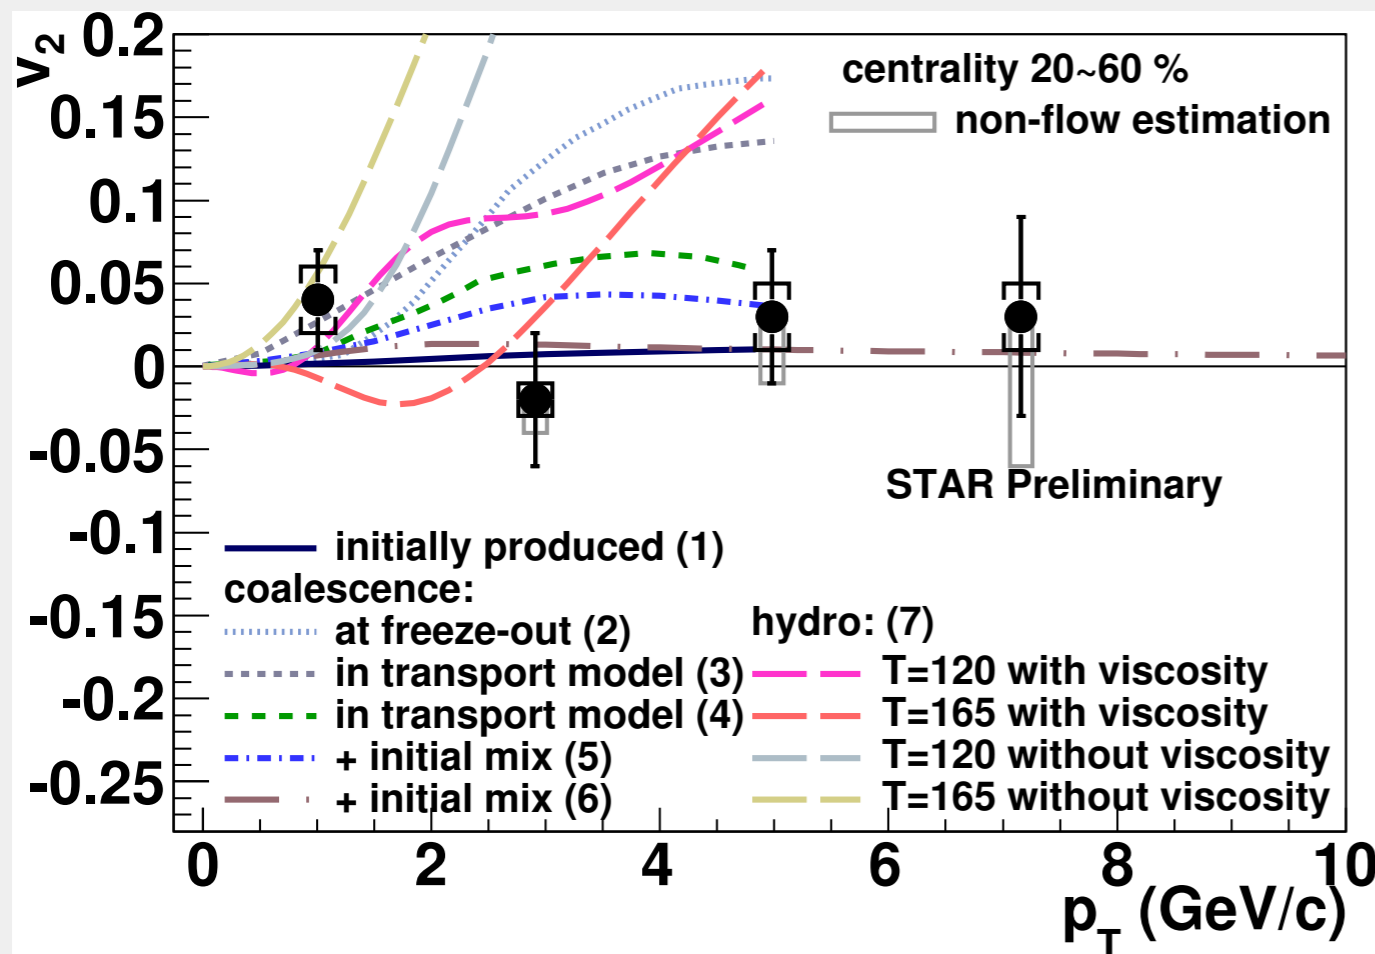 v2
0.2
0.15
0.1
0.05
0
-0.05
-0.1
-0.15
-0.2
-0.25
centrality 20~60 %
non-flow estimation
STAR Preliminary
initially produced (1)
coalescence:
at freeze-out (2)
in transport model (3)
in transport model (4)
+ initial mix (5)
+ initial mix (6)
hydro: (7)
T=120 with viscosity
T=165 with viscosity
T=120 without viscosity
T=165 without viscosity
0 2 4 6 8 10
pT (GeV/c)